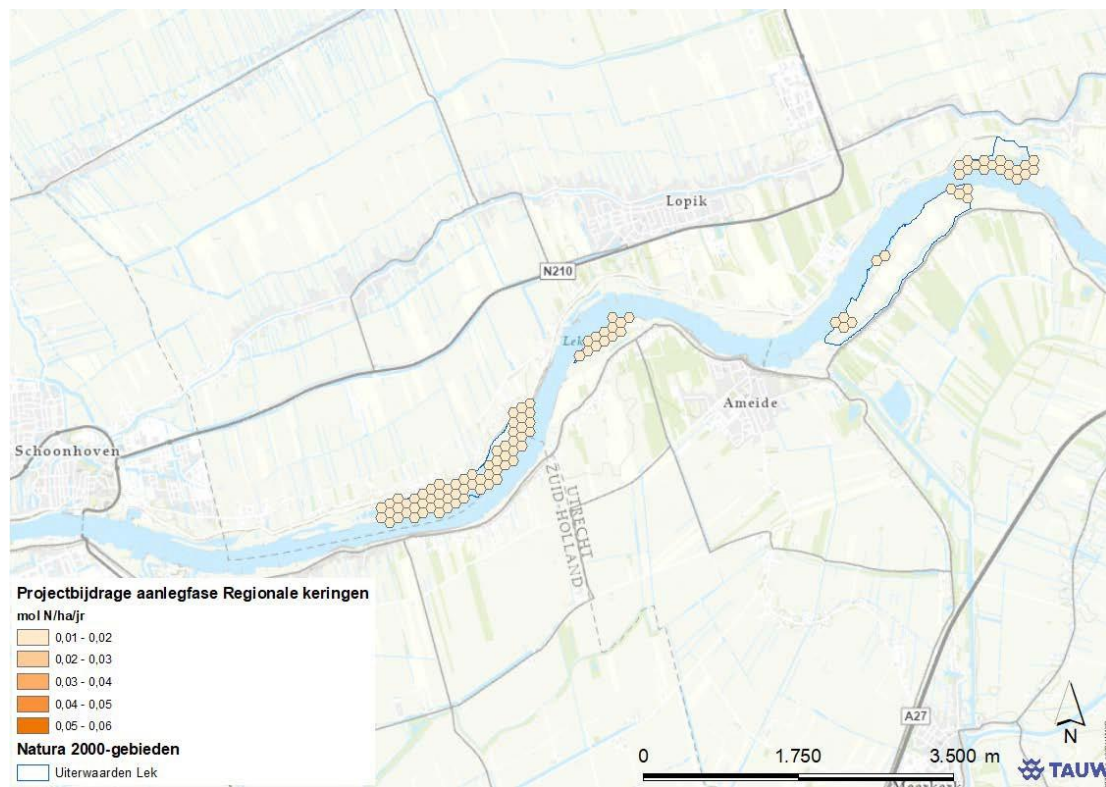 Lopik
N210
Lek
Ameide
Schoonhoven
UTRECHT
ZUID-HOLLAND
Projectbijdrage aanlegfase Regionale keringen
mol N/ha/jr
0,01 - 0,02
0,02 - 0,03
0,03 - 0,04
0,04 - 0,05
0,05 - 0,06
Natura 2000-gebieden
Uiterwaarden Lek
A27
N
0 1.750 3.500 m
TAUW
Meerkerk